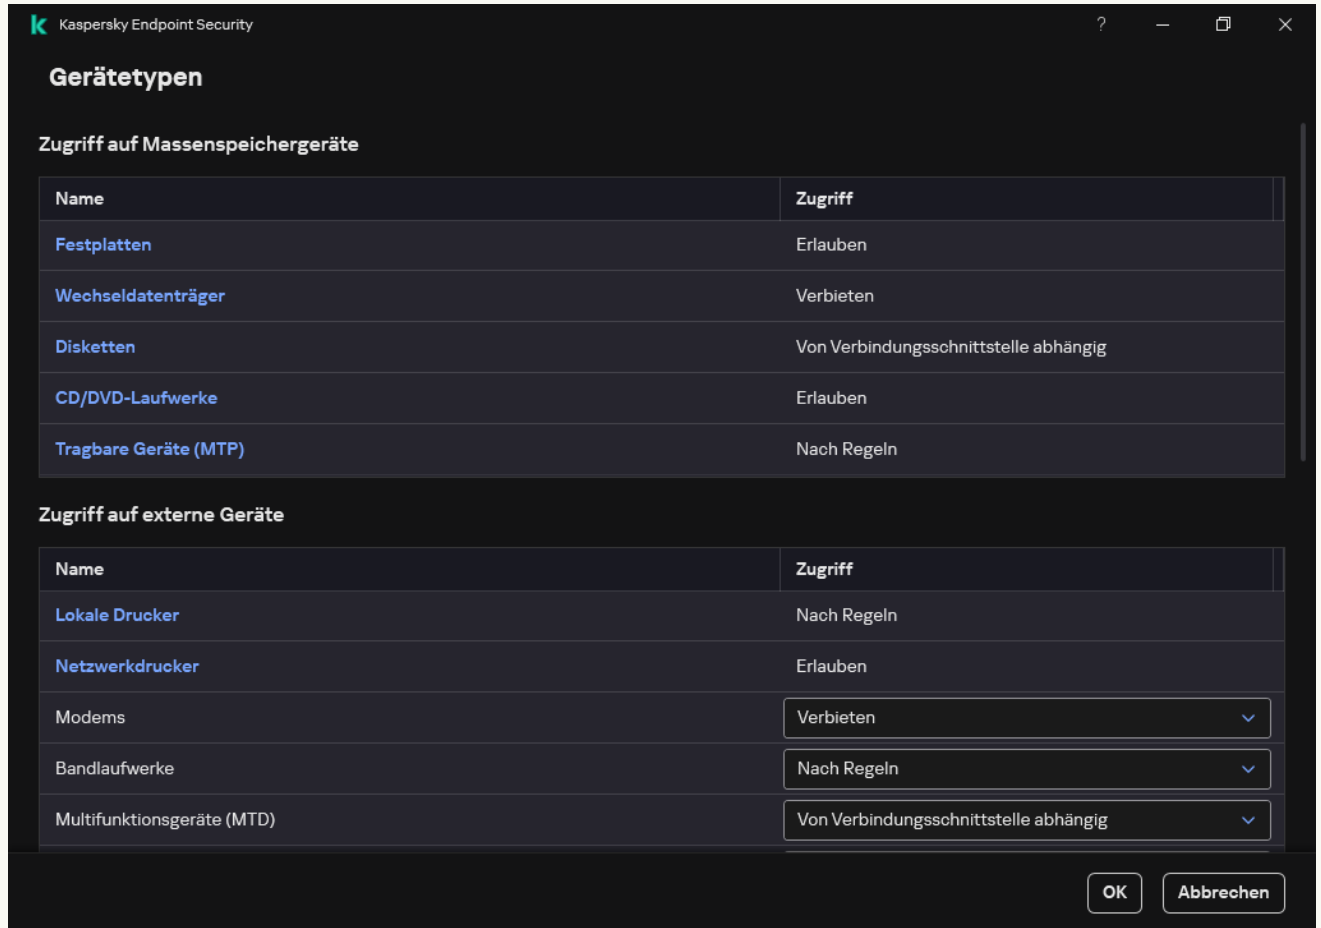 Kaspersky Endpoint Security
Gerätetypen
Zugriff auf Massenspeichergeräte
Name Zugriff
Festplatten Erlauben
Wechseldatenträger Verbieten
Disketten Von Verbindungsschnittstelle abhängig
CD/DVD-Laufwerke Erlauben
Tragbare Geräte (MTP) Nach Regeln
Zugriff auf externe Geräte
Name Zugriff
Lokale Drucker Nach Regeln
Netzwerkdrucker Erlauben
Modems Verbieten
Bandlaufwerke Nach Regeln
Multifunktionsgeräte (MTD) Von Verbindungsschnittstelle abhängig
OK Abbrechen